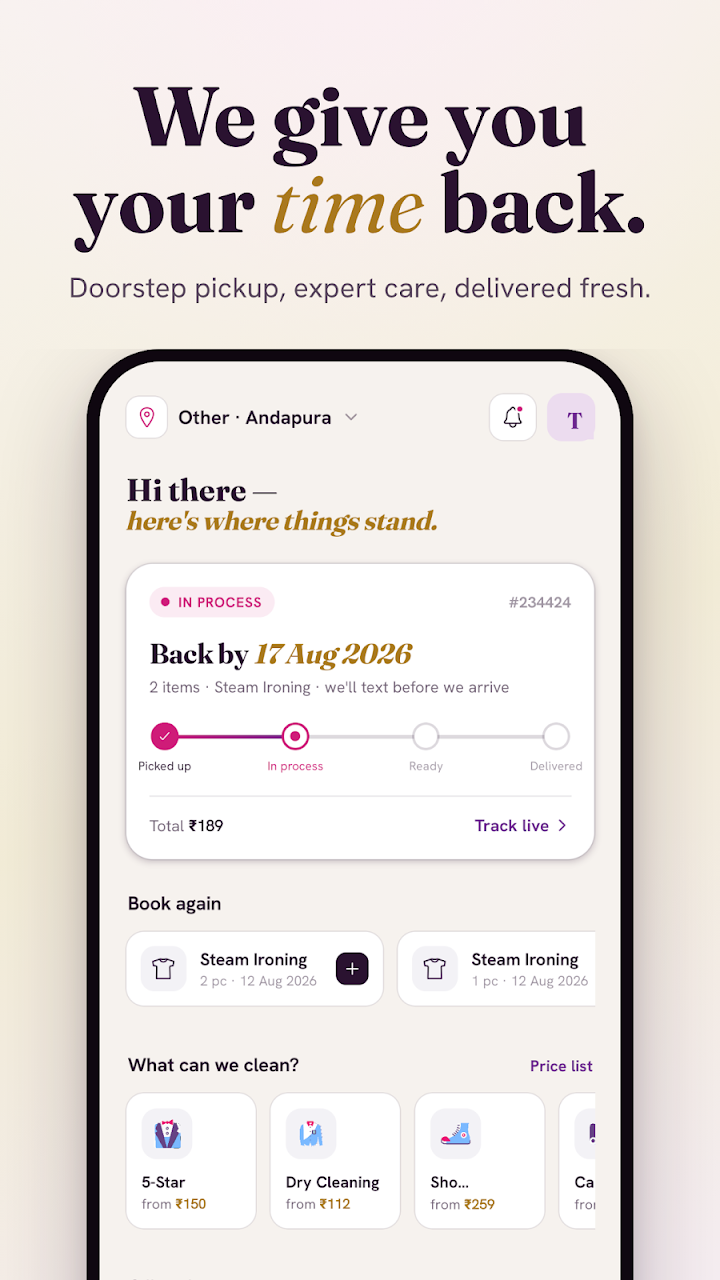 We give you
your time back.
Doorstep pickup, expert care, delivered fresh.
Other · Andapura
T
Hi there —
here's where things stand.
IN PROCESS
#234424
Back by 17 Aug 2026
2 items · Steam Ironing · we'll text before we arrive
Picked up
In process
Ready
Delivered
Total ₹189
Track live
Book again
Steam Ironing
2 pc · 12 Aug 2026
Steam Ironing
1 pc · 12 Aug 2026
What can we clean?
Price list
5-Star
from ₹150
Dry Cleaning
from ₹112
Sho...
from ₹259
Ca